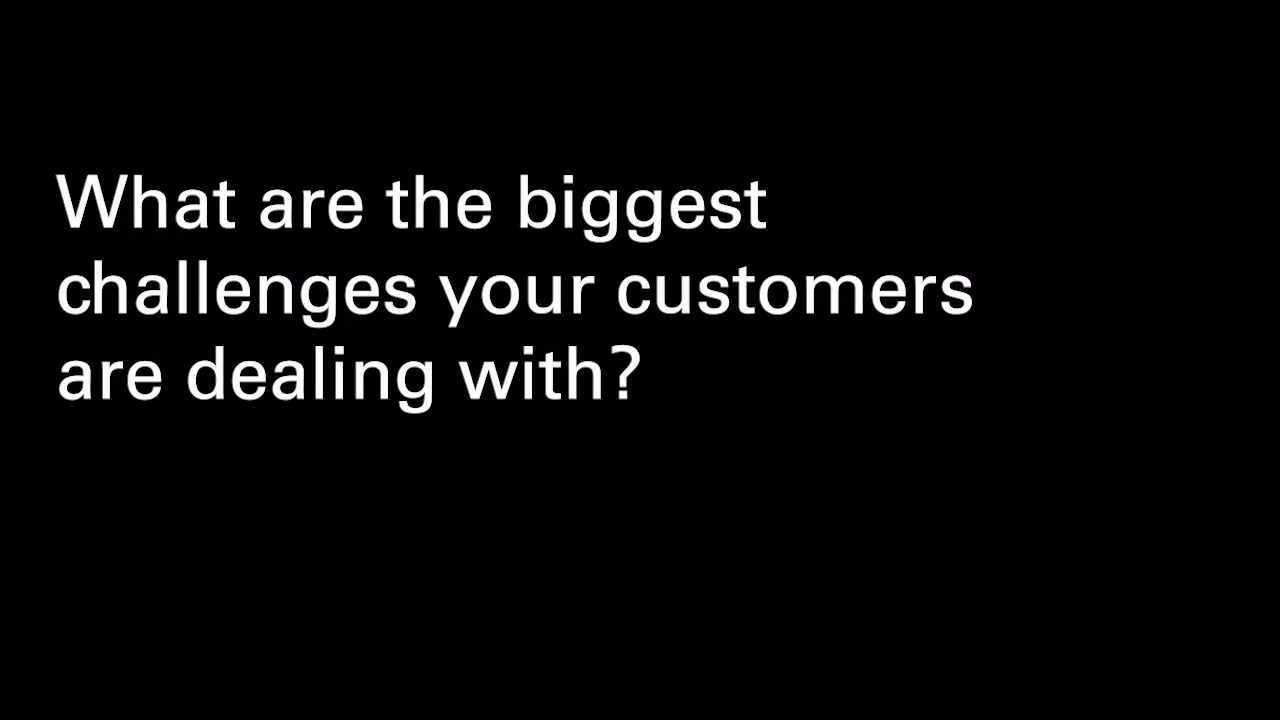 What are the biggest
challenges your customers
are dealing with?